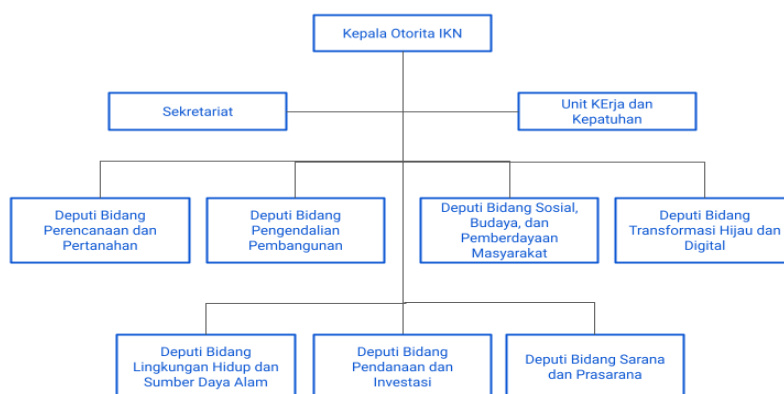 Kepala Otorita IKN
Sekretariat
Unit KErja dan
Kepatuhan
Deputi Bidang
Perencanaan dan
Pertanahan
Deputi Bidang
Pengendalian
Pembangunan
Deputi Bidang Sosial,
Budaya, dan
Pemberdayaan
Masyarakat
Deputi Bidang
Transformasi Hijau dan
Digital
Deputi Bidang
Lingkungan Hidup dan
Sumber Daya Alam
Deputi Bidang
Pendanaan dan
Investasi
Deputi Bidang Sarana
dan Prasarana